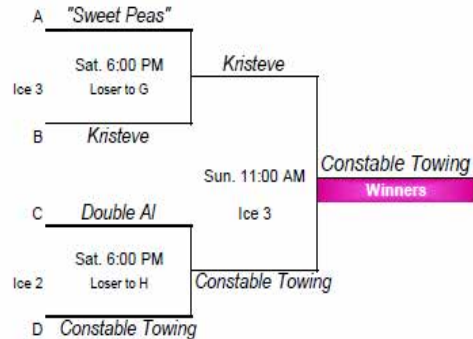 A "Sweet Peas"
Sat. 6:00 PM
Kristeve
Ice 3
Loser to G
B Kristeve
Constable Towing
Sun. 11:00 AM
Winners
C Double Al
Ice 3
Sat. 6:00 PM
Ice 2
Loser to H
Constable Towing
D Constable Towing